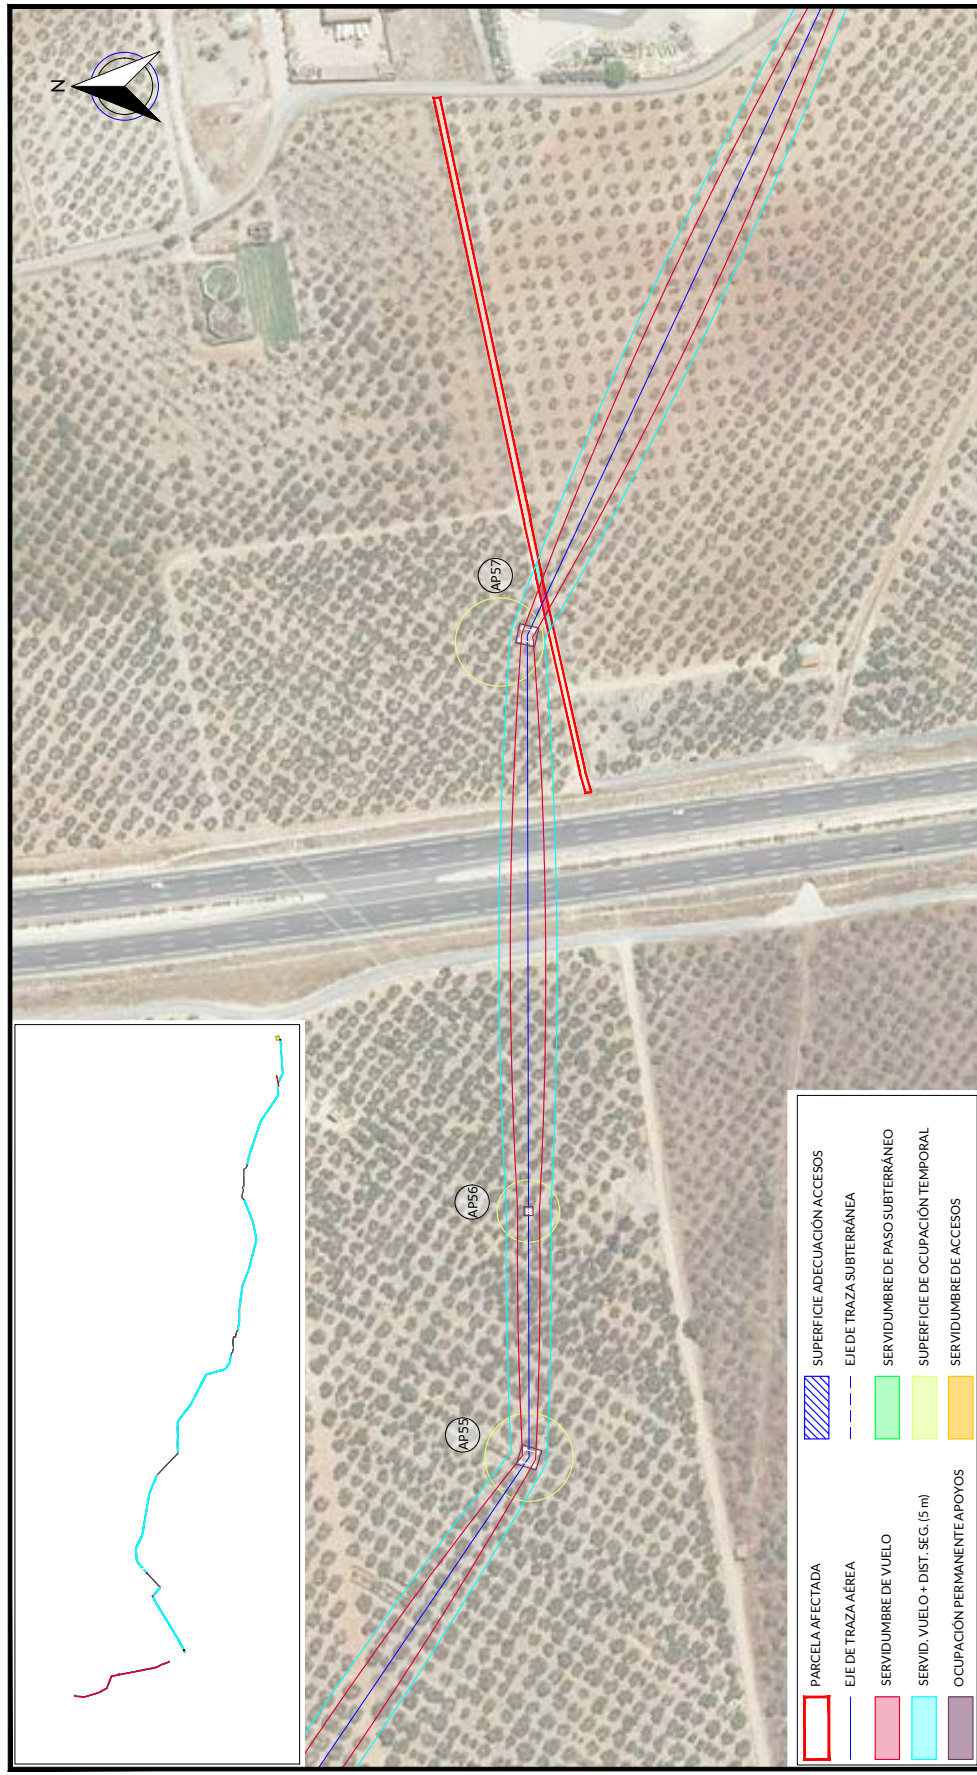 N
AP57
AP56
AP55
PARCELA AFECTADA
EJE DE TRAZA AÉREA
SERVIDUMBRE DE VUELO
SERVID. VUELO + DIST. SEG. (5 m)
OCUPACIÓN PERMANENTE APOYOS
SUPERFICIE ADECUACIÓN ACCESOS
EJE DE TRAZA SUBTERRÁNEA
SERVIDUMBRE DE PASO SUBTERRÁNEO
SUPERFICIE DE OCUPACIÓN TEMPORAL
SERVIDUMBRE DE ACCESOS